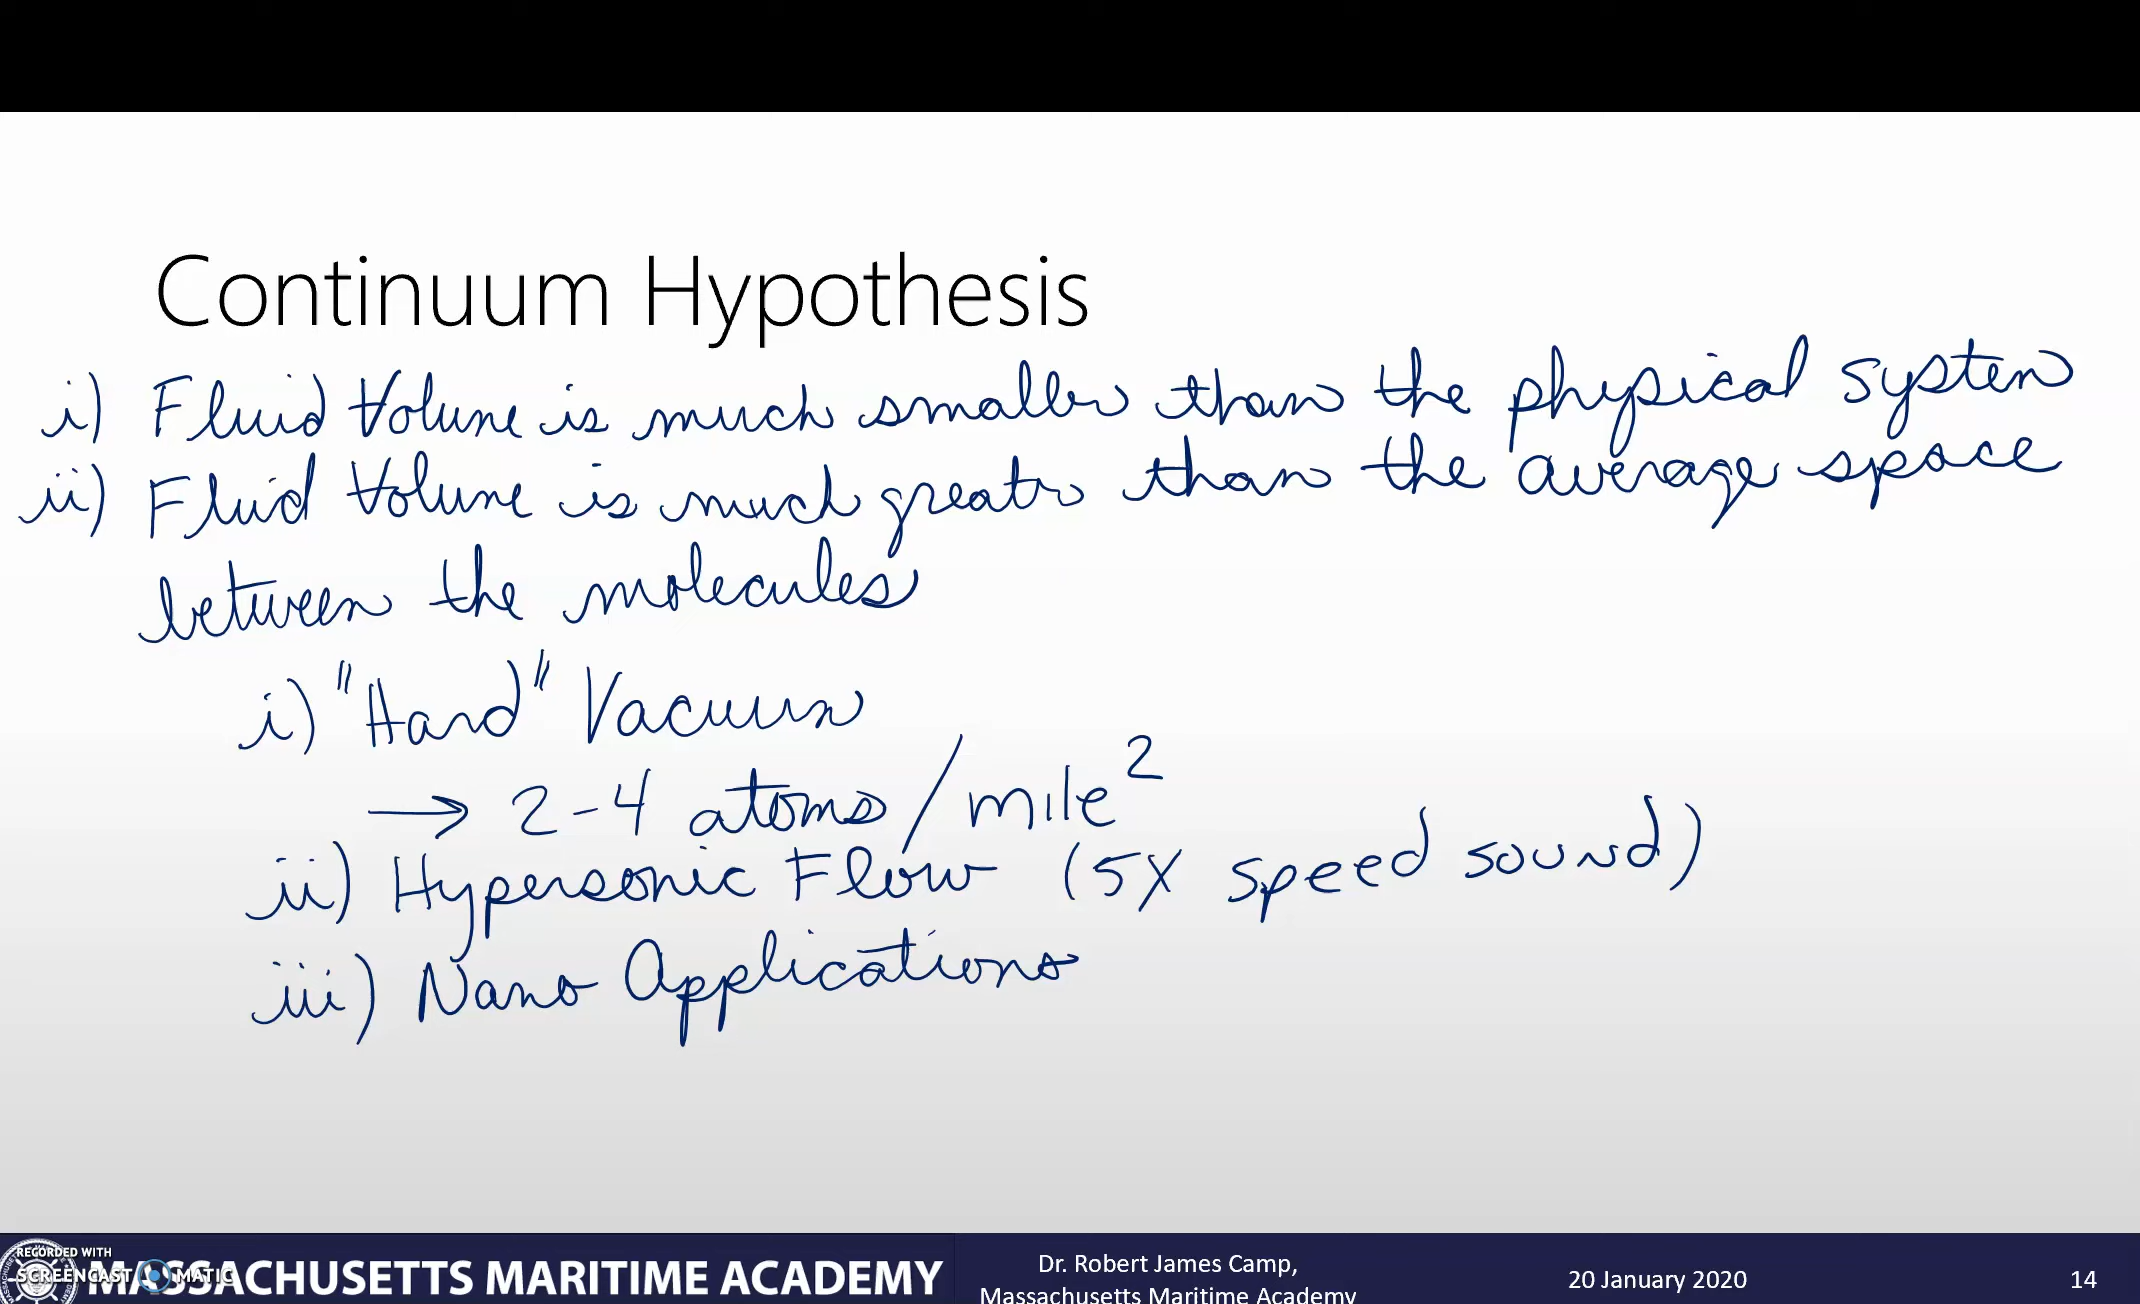 Continuum Hypothesis
i) Fluid Volume is much smaller than the physical system
ii) Fluid Volume is much greater than the average space
between the molecules
i) "Hard" Vacuum
→ 2-4 atoms/mile²
ii) Hypersonic Flow (5X speed sound)
iii) Nano Applications
RECORDED WITH
SCREENCAST MATIC
MASSACHUSETTS MARITIME ACADEMY
Dr. Robert James Camp,
Massachusetts Maritime Academy
20 January 2020
14